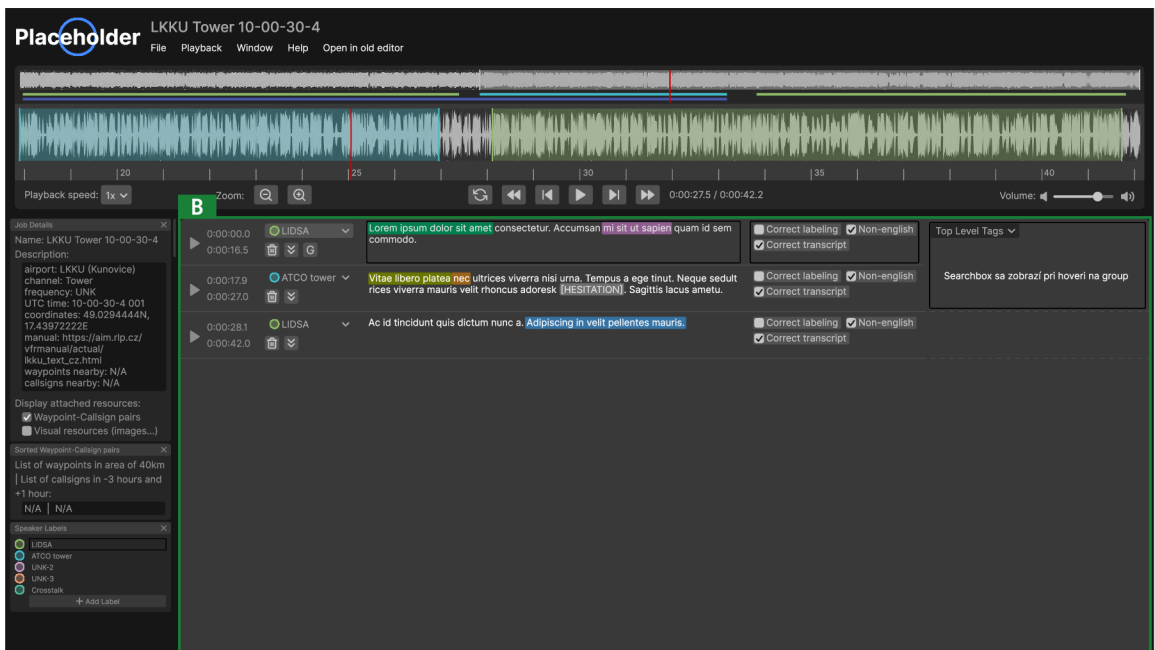 Placeholder
LKKU Tower 10-00-30-4
File Playback Window Help Open in old editor
20 25 30 35 40
Playback speed: 1x Zoom: 0:00:27.5 / 0:00:42.2 Volume:
B
Job Details
Name: LKKU Tower 10-00-30-4
Description:
airport: LKKU (Kunovice)
channel: Tower
frequency: UNK
UTC time: 10-00-30-4 001
coordinates: 49.0294444N,
17.43972222E
manual: https://aim.rlp.cz/
vfrmanual/actual/
lkku_text_cz.html
waypoints nearby: N/A
callsigns nearby: N/A
Display attached resources:
Waypoint-Callsign pairs
Visual resources (images...)
Sorted Waypoint-Callsign pairs
List of waypoints in area of 40km
| List of callsigns in -3 hours and
+1 hour:
N/A | N/A
Speaker Labels
LIDSA
ATCO tower
UNK-2
UNK-3
Crosstalk
+ Add Label
0:00:00.0
0:00:16.5
LIDSA
G
Lorem ipsum dolor sit amet consectetur. Accumsan mi sit ut sapien quam id sem
commodo.
Correct labeling Non-english
Correct transcript
Top Level Tags
Searchbox sa zobrazí pri hoveri na group
0:00:17.9
0:00:27.0
ATCO tower
Vitae libero platea nec ultrices viverra nisi urna. Tempus a ege tinut. Neque sedult
rices viverra mauris velit rhoncus adoresk [HESITATION]. Sagittis lacus ametu.
Correct labeling Non-english
Correct transcript
0:00:28.1
0:00:42.0
LIDSA
Ac id tincidunt quis dictum nunc a. Adipiscing in velit pellentes mauris.
Correct labeling Non-english
Correct transcript